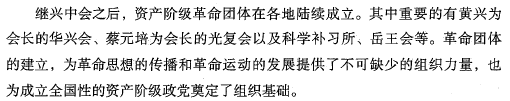 继兴中会之后，资产阶级革命团体在各地陆续成立。其中重要的有黄兴为
会长的华兴会、蔡元培为会长的光复会以及科学补习所、岳王会等。革命团体
的建立，为革命思想的传播和革命运动的发展提供了不可缺少的组织力量，也
为成立全国性的资产阶级政党奠定了组织基础。